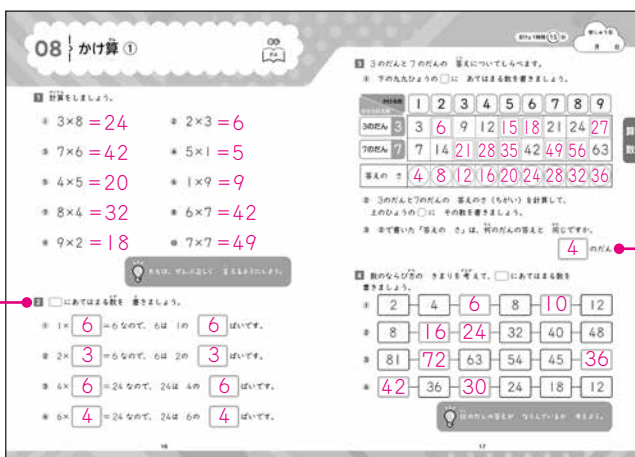 08 かけ算 ①
1 計算をしましょう。
① 3×8 =24
② 2×3 =6
③ 7×6 =42
④ 5×1 =5
⑤ 4×5 =20
⑥ 1×9 =9
⑦ 8×4 =32
⑧ 6×7 =42
⑨ 9×2 =18
⑩ 7×7 =49
2 □にあてはまる数を 書きましょう。
① 1× 6 =6 なので、6は 1の 6 ばいです。
② 2× 3 =6 なので、6は 2の 3 ばいです。
③ 4× 6 =24 なので、24は 4の 6 ばいです。
④ 6× 4 =24 なので、24は 6の 4 ばいです。
16
15
月 日
3 3のだんと7のだんの 答えについてしらべます。
① 下の九九ひょうの□に あてはまる数を書きましょう。
かける数 1 2 3 4 5 6 7 8 9
3のだん 3 3 6 9 12 15 18 21 24 27
7のだん 7 7 14 21 28 35 42 49 56 63
答えの さ 4 8 12 16 20 24 28 32 36
② 3のだんと7のだんの 答えのさ(ちがい)を計算して、
上のひょうの○に その数を書きましょう。
③ ②で書いた「答えの さ」は、何のだんの答えと 同じですか。
4 のだん
4 数のならび方の きまりを考えて、□にあてはまる数を
書きましょう。
① 2 4 6 8 10 12
② 8 16 24 32 40 48
③ 81 72 63 54 45 36
④ 42 36 30 24 18 12
17
算数